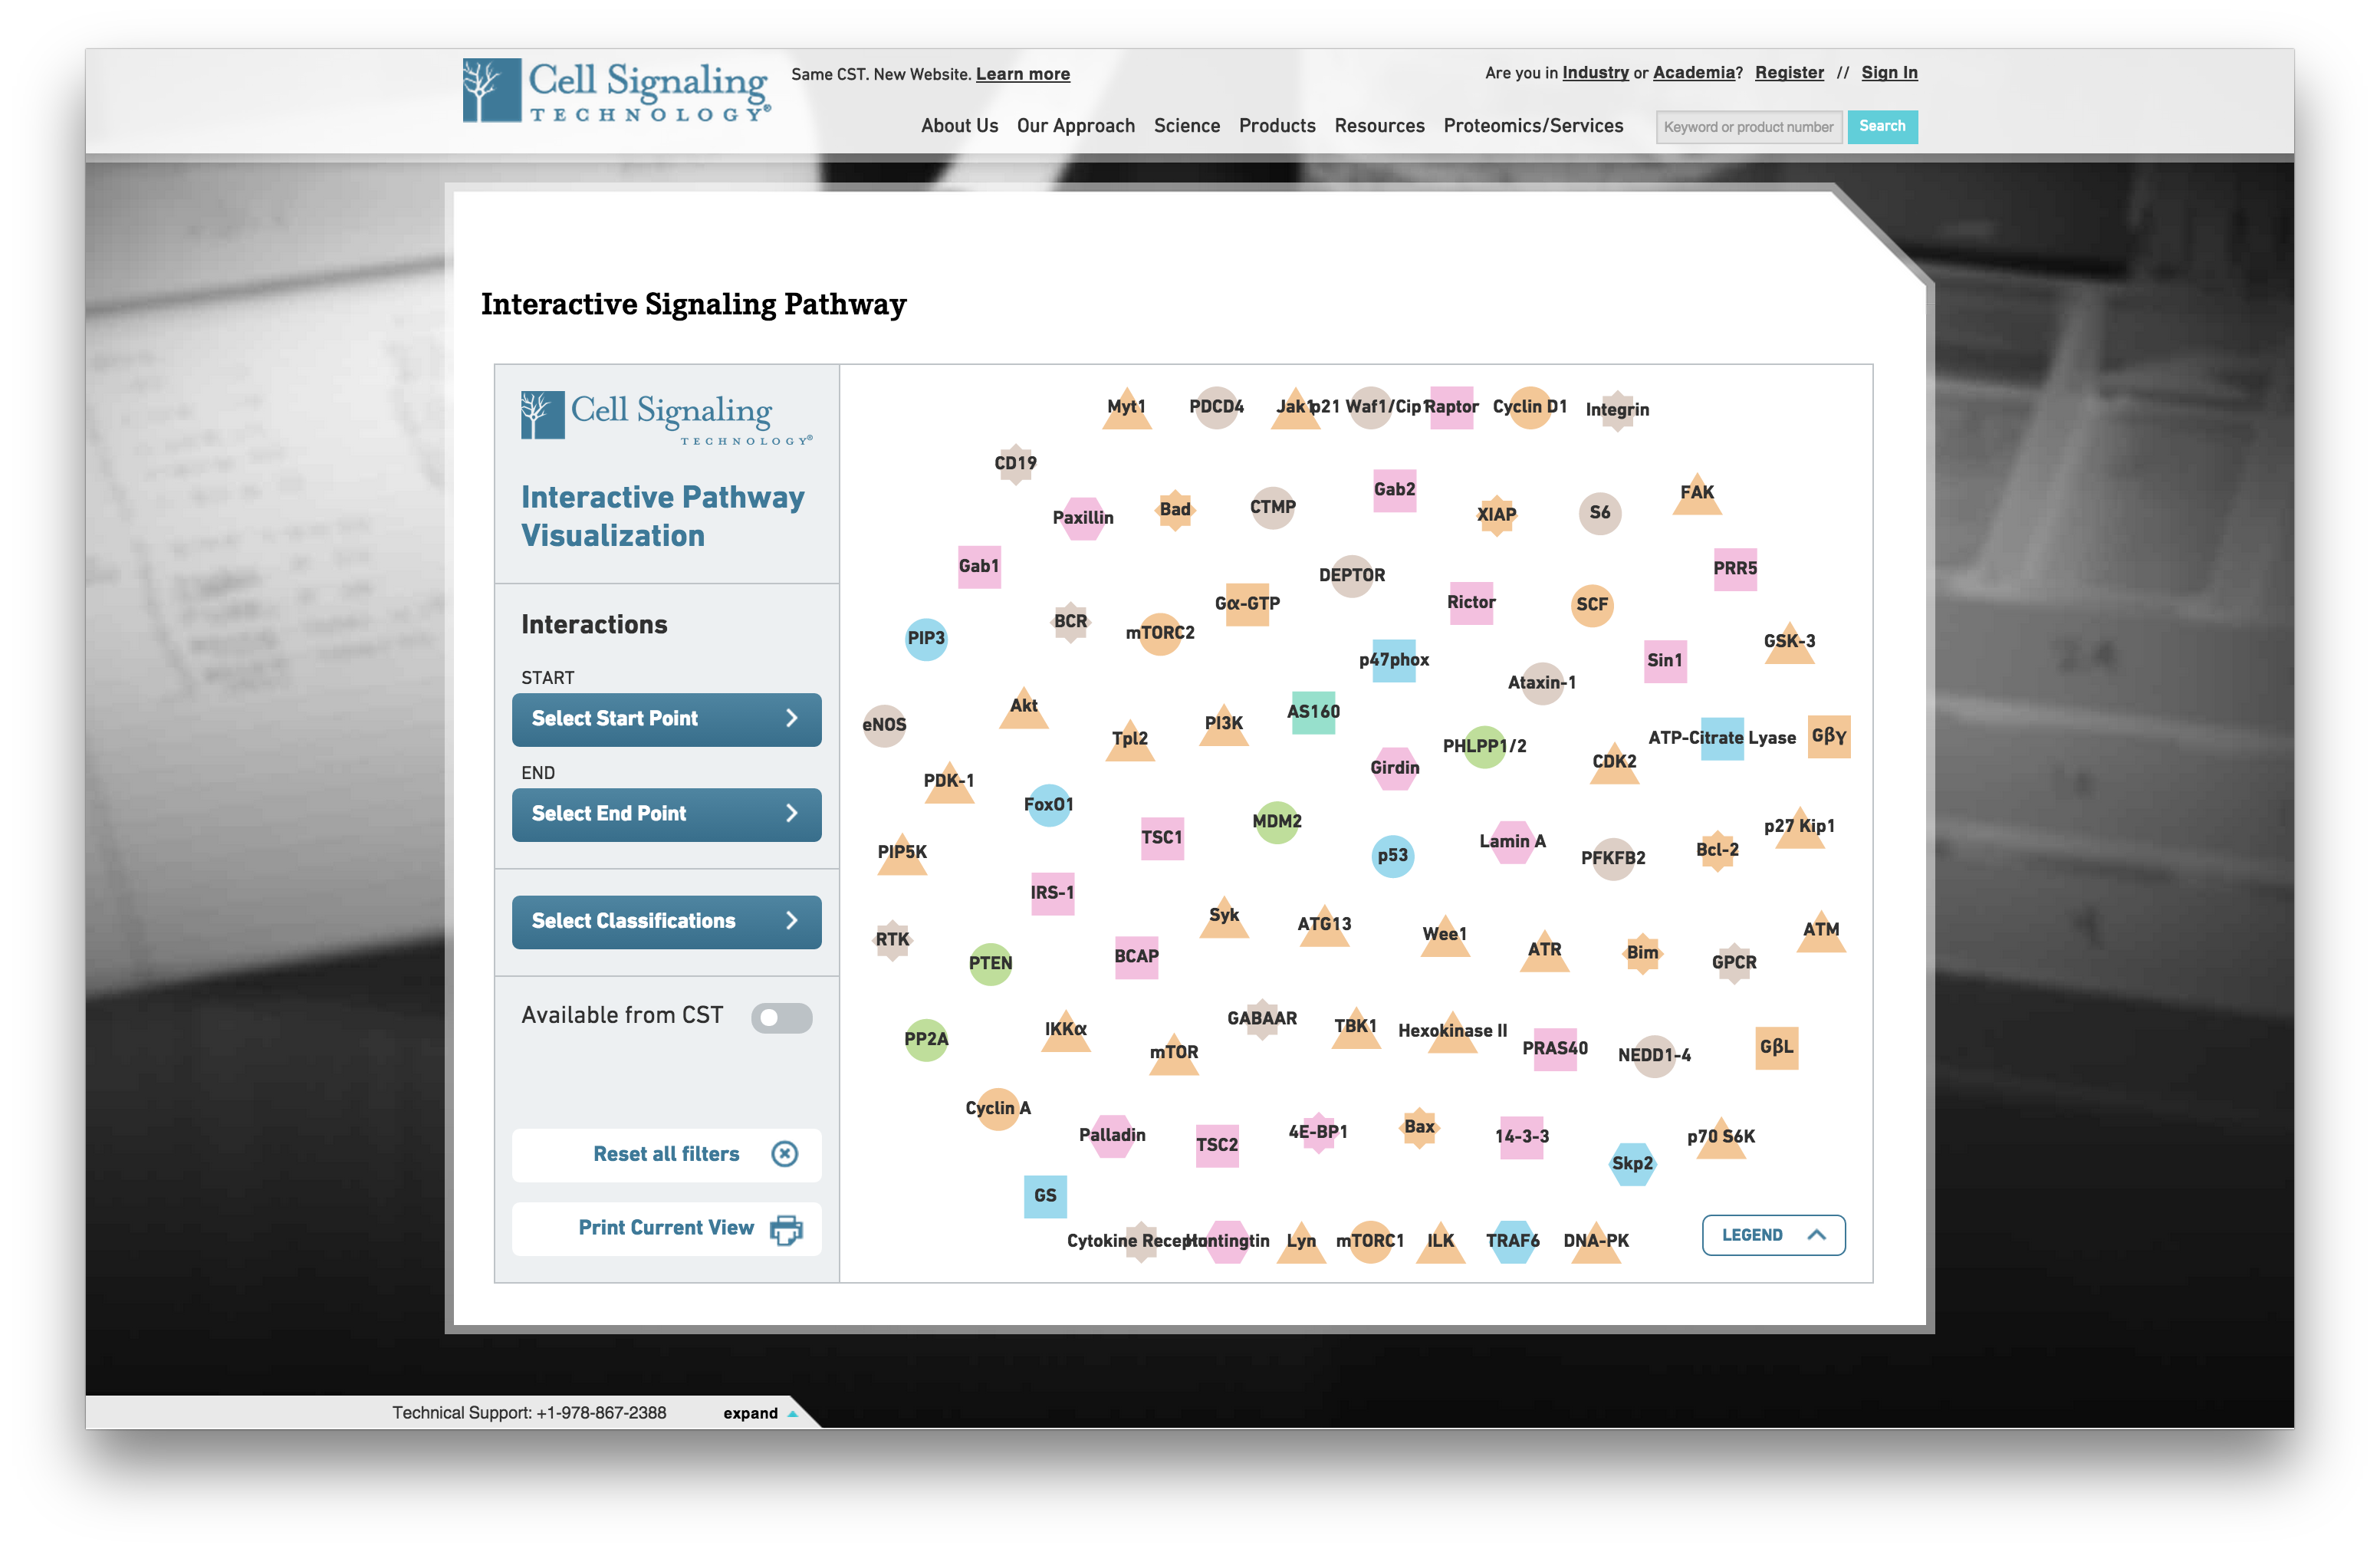 Cell Signaling
TECHNOLOGY®
Same CST. New Website. Learn more
Are you in Industry or Academia? Register // Sign In
About Us Our Approach Science Products Resources Proteomics/Services
Keyword or product number
Search
Interactive Signaling Pathway
Cell Signaling
TECHNOLOGY®
Interactive Pathway
Visualization
Interactions
START
Select Start Point
END
Select End Point
Select Classifications
Available from CST
Reset all filters
Print Current View
Myt1 PDCD4 Jak1 p21 Waf1/Cip1 Raptor Cyclin D1 Integrin
CD19
Gab2
Paxillin Bad CTMP XIAP S6 FAK
Gab1 DEPTOR PRR5
BCR mTORC2 Gα-GTP Rictor SCF
PIP3 p47phox Sin1 GSK-3
Ataxin-1
eNOS Akt Tpl2 PI3K AS160 PHLPP1/2 ATP-Citrate Lyase Gβγ
PDK-1 Girdin CDK2
FoxO1 MDM2 p27 Kip1
PIP5K TSC1 p53 Lamin A PFKFB2 Bcl-2
IRS-1
RTK Syk ATG13 Wee1 ATR Bim ATM
PTEN BCAP GPCR
PP2A IKKα mTOR GABAAR TBK1 Hexokinase II PRAS40 NEDD1-4 GβL
Cyclin A
Palladin TSC2 4E-BP1 Bax 14-3-3 p70 S6K
Skp2
GS
Cytokine Receptor Huntingtin Lyn mTORC1 ILK TRAF6 DNA-PK
LEGEND
Technical Support: +1-978-867-2388 expand